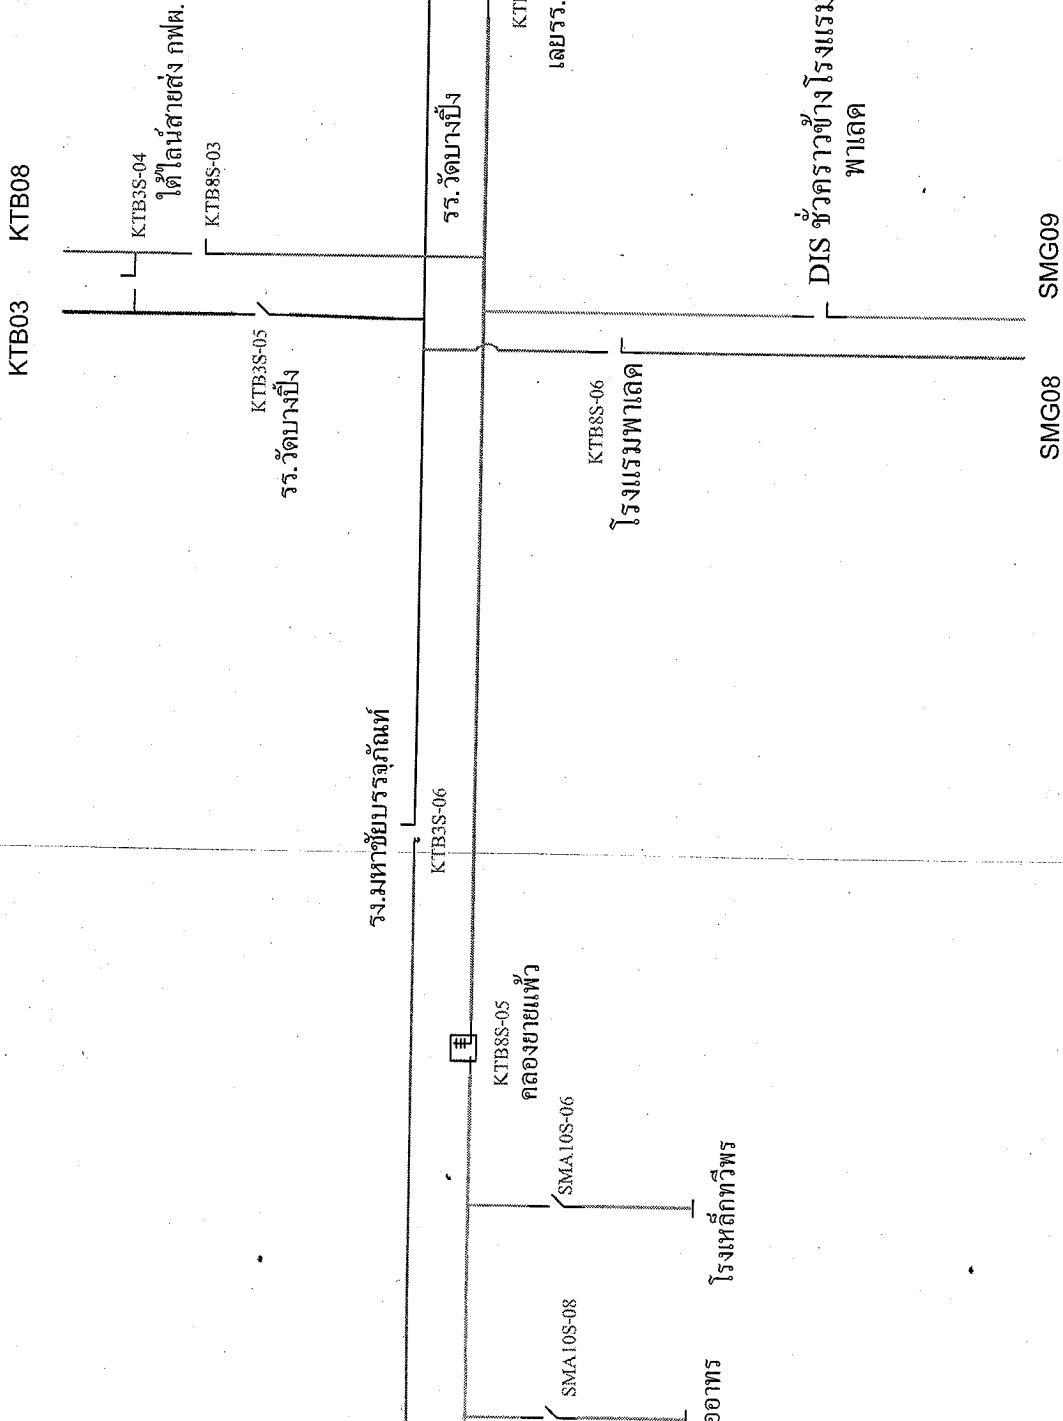 KTB03
KTB08
KTB3S-04
ใต้ไลน์สายส่ง กฟผ.
KTB8S-03
KTB3S-05
รร.วัดบางปิ้ง
รร.วัดบางปิ้ง
เลยรร.
DIS ชั่วคราวข้างโรงแรม
พาเลด
KTB8S-06
โรงแรมพาเลด
SMG08
SMG09
รง.มหาชัยบรรจุภัณท์
KTB3S-06
KTB8S-05
คลองยายแพ้ว
SMA10S-06
โรงเหล็กทวีพร
SMA10S-08